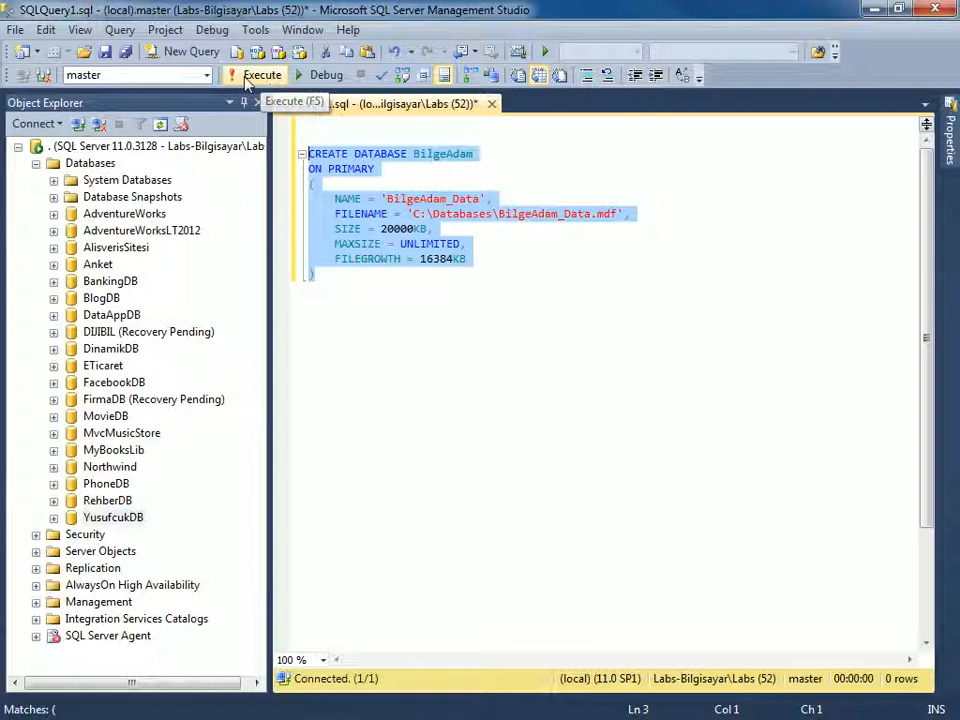 SQLQuery1.sql - (local).master (Labs-Bilgisayar\Labs (52))* - Microsoft SQL Server Management Studio
File Edit View Query Project Debug Tools Window Help
New Query
master
Execute
Debug
Object Explorer
Execute (F5)
.sql - (lo...ilgisayar\Labs (52))*
Properties
Connect
. (SQL Server 11.0.3128 - Labs-Bilgisayar\Lab
Databases
System Databases
Database Snapshots
AdventureWorks
AdventureWorksLT2012
AlisverisSitesi
Anket
BankingDB
BlogDB
DataAppDB
DIJIBIL (Recovery Pending)
DinamikDB
ETicaret
FacebookDB
FirmaDB (Recovery Pending)
MovieDB
MvcMusicStore
MyBooksLib
Northwind
PhoneDB
RehberDB
YusufcukDB
Security
Server Objects
Replication
AlwaysOn High Availability
Management
Integration Services Catalogs
SQL Server Agent
CREATE DATABASE BilgeAdam
ON PRIMARY
(
NAME = 'BilgeAdam_Data',
FILENAME = 'C:\Databases\BilgeAdam_Data.mdf',
SIZE = 20000KB,
MAXSIZE = UNLIMITED,
FILEGROWTH = 16384KB
)
100 %
Connected. (1/1)
(local) (11.0 SP1)
Labs-Bilgisayar\Labs (52)
master
00:00:00
0 rows
Matches: (
Ln 3
Col 1
Ch 1
INS